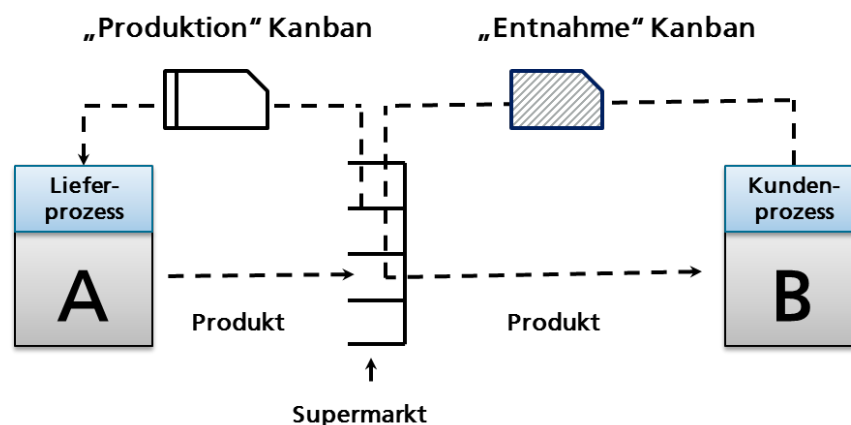 „Produktion“ Kanban
„Entnahme“ Kanban
Liefer-
prozess
A
Kunden-
prozess
B
Produkt
Produkt
Supermarkt